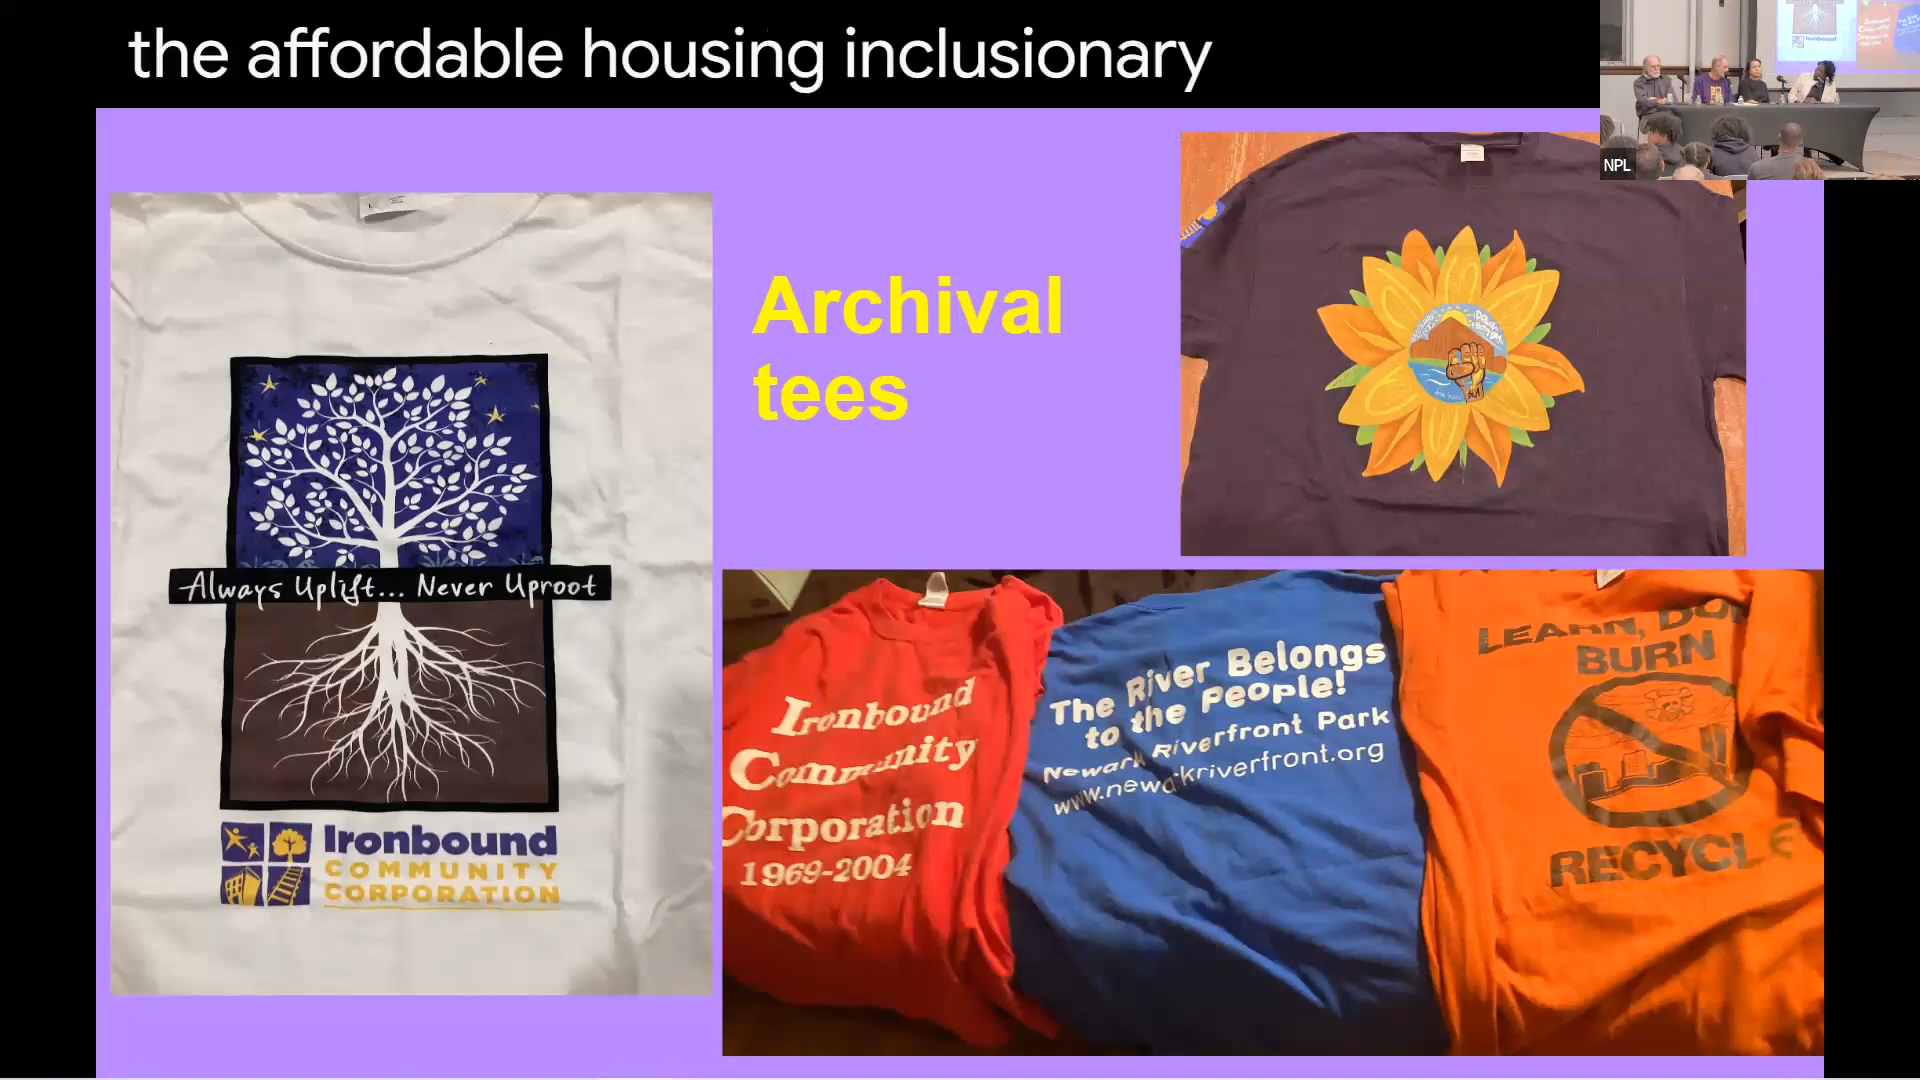 the affordable housing inclusionary
NPL
Archival
tees
Always Uplift... Never Uproot
Ironbound
COMMUNITY
CORPORATION
Ironbound
Community
Corporation
1969-2004
The River Belongs
to the People!
Newark Riverfront Park
www.newarkriverfront.org
LEARN,
BURN
RECYCLE